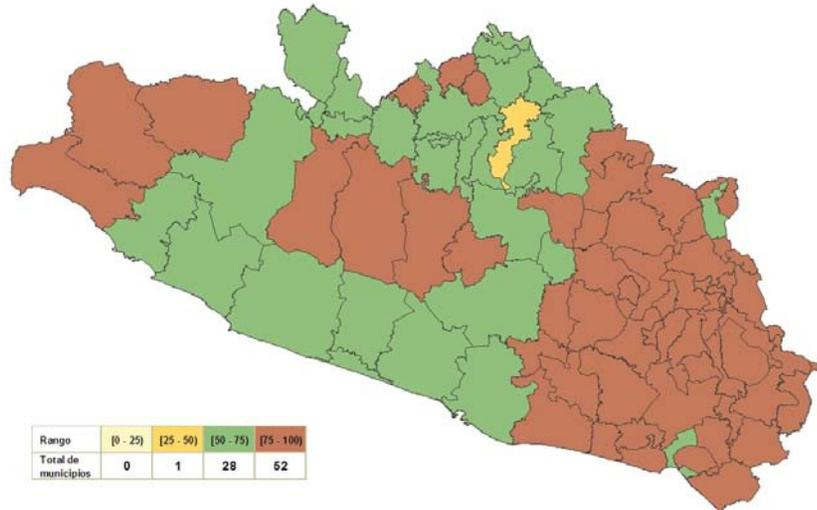 Rango [0 - 25) [25 - 50) [50 - 75) [75 - 100)
Total de municipios 0 1 28 52